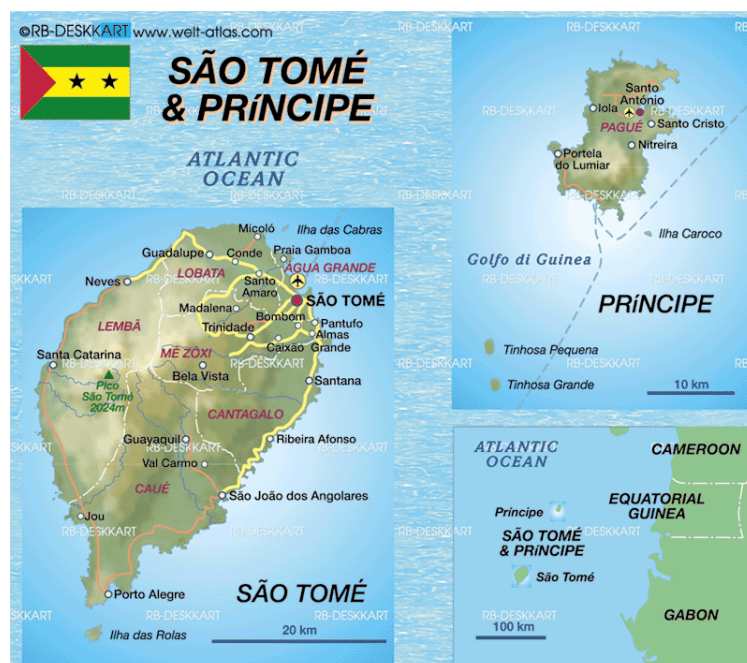 ©RB-DESKKART www.welt-atlas.com
SÃO TOMÉ
& PRíNCIPE
ATLANTIC
OCEAN
Micoló
Ilha das Cabras
Guadalupe
Conde
Praia Gamboa
LOBATA
ÁGUA GRANDE
Neves
Santo
Amaro
SÃO TOMÉ
Madalena
Bombom
LEMBÃ
Trinidade
Pantufo
Almas
MÉ ZÓXI
Caixão Grande
Santa Catarina
Bela Vista
Pico
São Tomé
2024m
Santana
CANTAGALO
Guayaquil
Ribeira Afonso
Val Carmo
CAUÉ
São João dos Angolares
Jou
Porto Alegre
SÃO TOMÉ
Ilha das Rolas
20 km
Santo
António
Iola
PAGUÉ
Santo Cristo
Nitreira
Portela
do Lumiar
Ilha Caroco
Golfo di Guinea
PRíNCIPE
Tinhosa Pequena
Tinhosa Grande
10 km
ATLANTIC
OCEAN
CAMEROON
EQUATORIAL
GUINEA
Príncipe
SÃO TOMÉ
& PRíNCIPE
São Tomé
GABON
100 km
RB-DESKKART